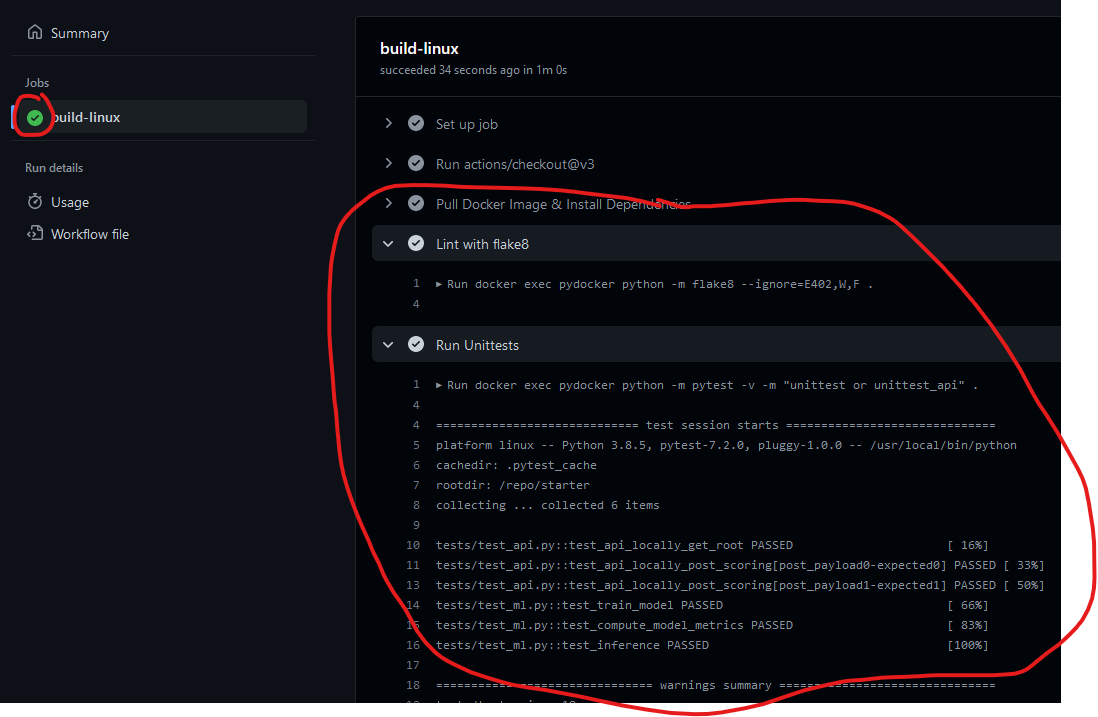 Summary
Jobs
build-linux
Run details
Usage
Workflow file
build-linux
succeeded 34 seconds ago in 1m 0s
Set up job
Run actions/checkout@v3
Pull Docker Image & Install Dependencies
Lint with flake8
1 ▶ Run docker exec pydocker python -m flake8 --ignore=E402,W,F .
4
Run Unittests
1 ▶ Run docker exec pydocker python -m pytest -v -m "unittest or unittest_api" .
4
4 ============================= test session starts ==============================
5 platform linux -- Python 3.8.5, pytest-7.2.0, pluggy-1.0.0 -- /usr/local/bin/python
6 cachedir: .pytest_cache
7 rootdir: /repo/starter
8 collecting ... collected 6 items
9
10 tests/test_api.py::test_api_locally_get_root PASSED [ 16%]
11 tests/test_api.py::test_api_locally_post_scoring[post_payload0-expected0] PASSED [ 33%]
13 tests/test_api.py::test_api_locally_post_scoring[post_payload1-expected1] PASSED [ 50%]
14 tests/test_ml.py::test_train_model PASSED [ 66%]
15 tests/test_ml.py::test_compute_model_metrics PASSED [ 83%]
16 tests/test_ml.py::test_inference PASSED [100%]
17
18 =============================== warnings summary ===============================